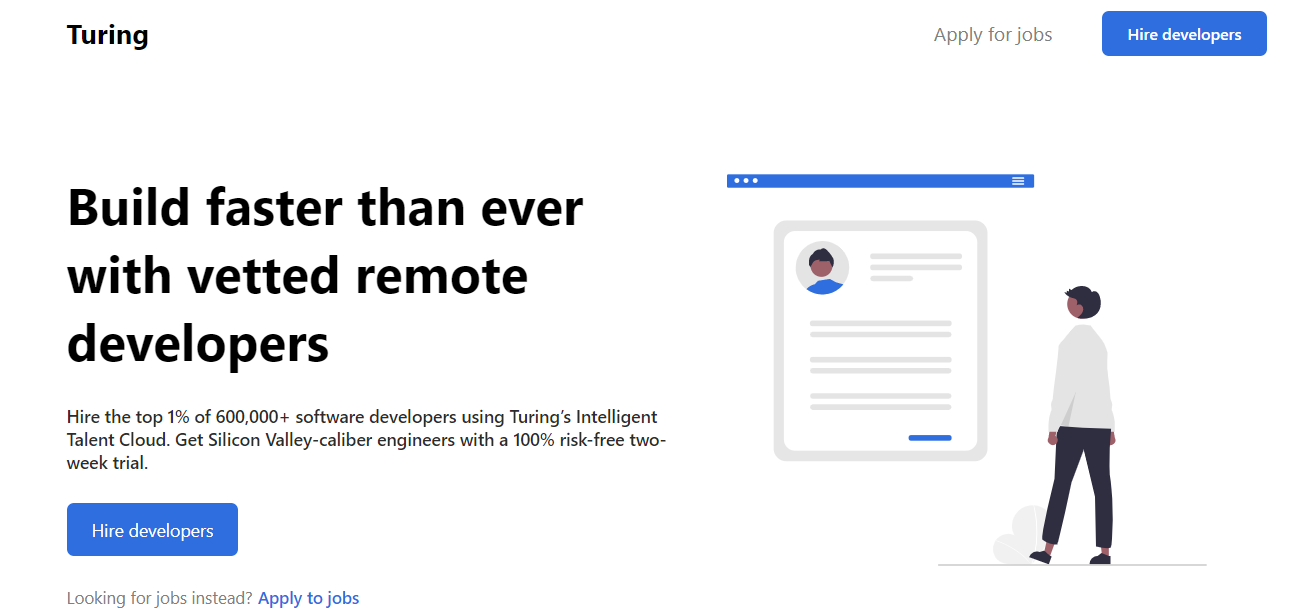 Turing
Apply for jobs
Hire developers
Build faster than ever
with vetted remote
developers
Hire the top 1% of 600,000+ software developers using Turing’s Intelligent
Talent Cloud. Get Silicon Valley-caliber engineers with a 100% risk-free two-
week trial.
Hire developers
Looking for jobs instead? Apply to jobs